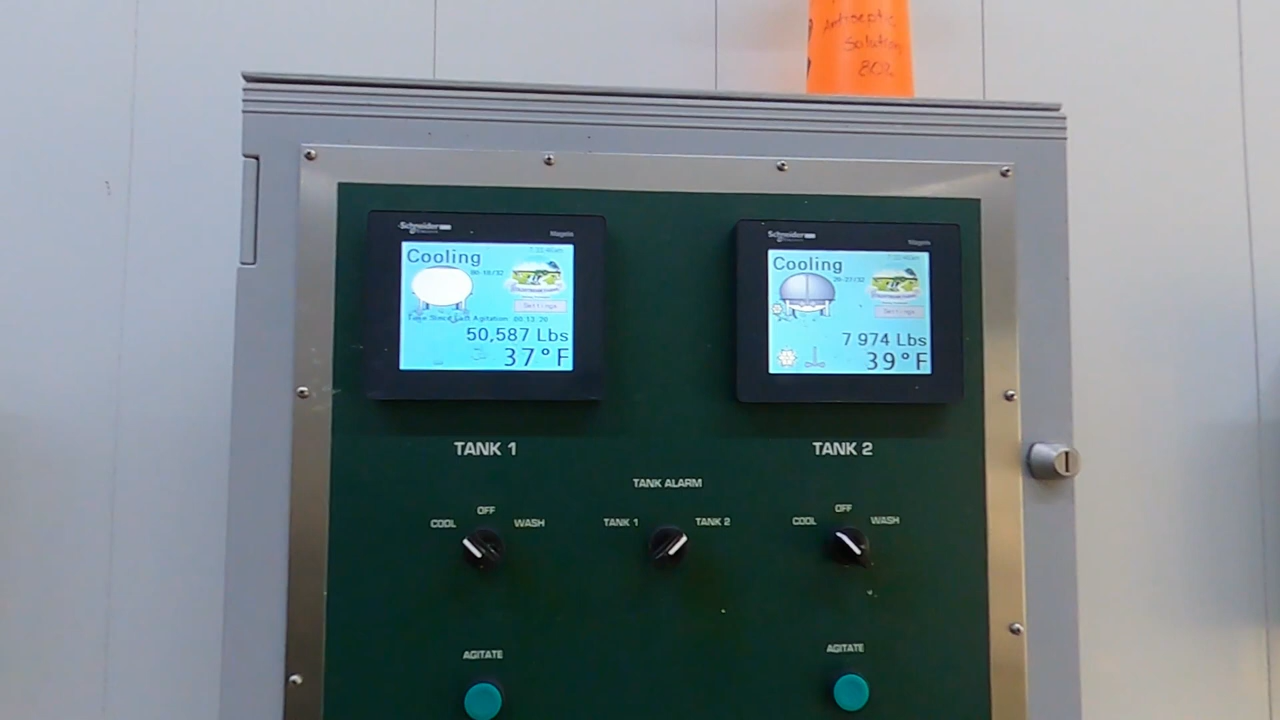 Antiseptic
Solution
80%
Schneider
Magelis
Cooling
Settings
Time Since Last Agitation 00:13:20
50,587 Lbs
37°F
Schneider
Magelis
Cooling
Settings
7 974 Lbs
39°F
TANK 1
TANK 2
TANK ALARM
COOL
OFF
WASH
TANK 1
TANK 2
COOL
OFF
WASH
AGITATE
AGITATE